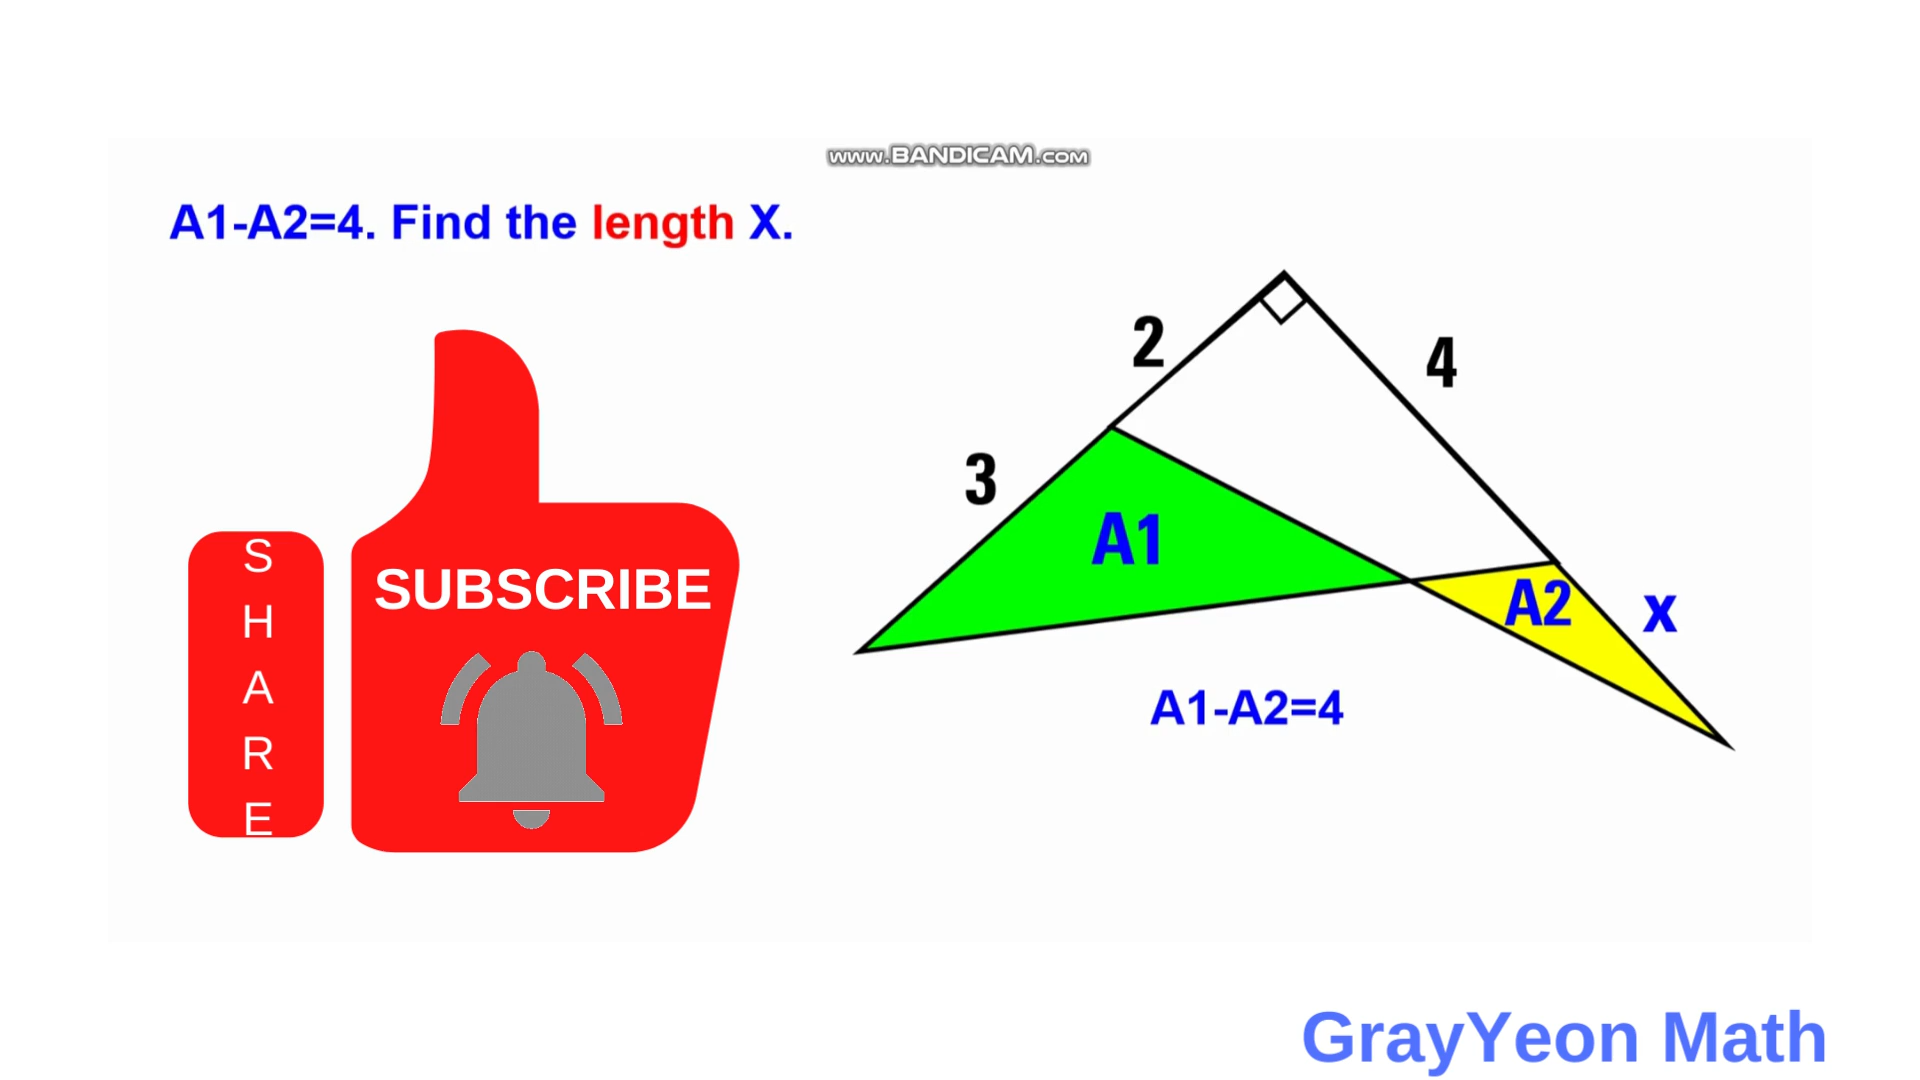 www.BANDICAM.com
A1-A2=4. Find the length X.
2
4
3
A1
A2
x
A1-A2=4
S
H
A
R
E
SUBSCRIBE
GrayYeon Math